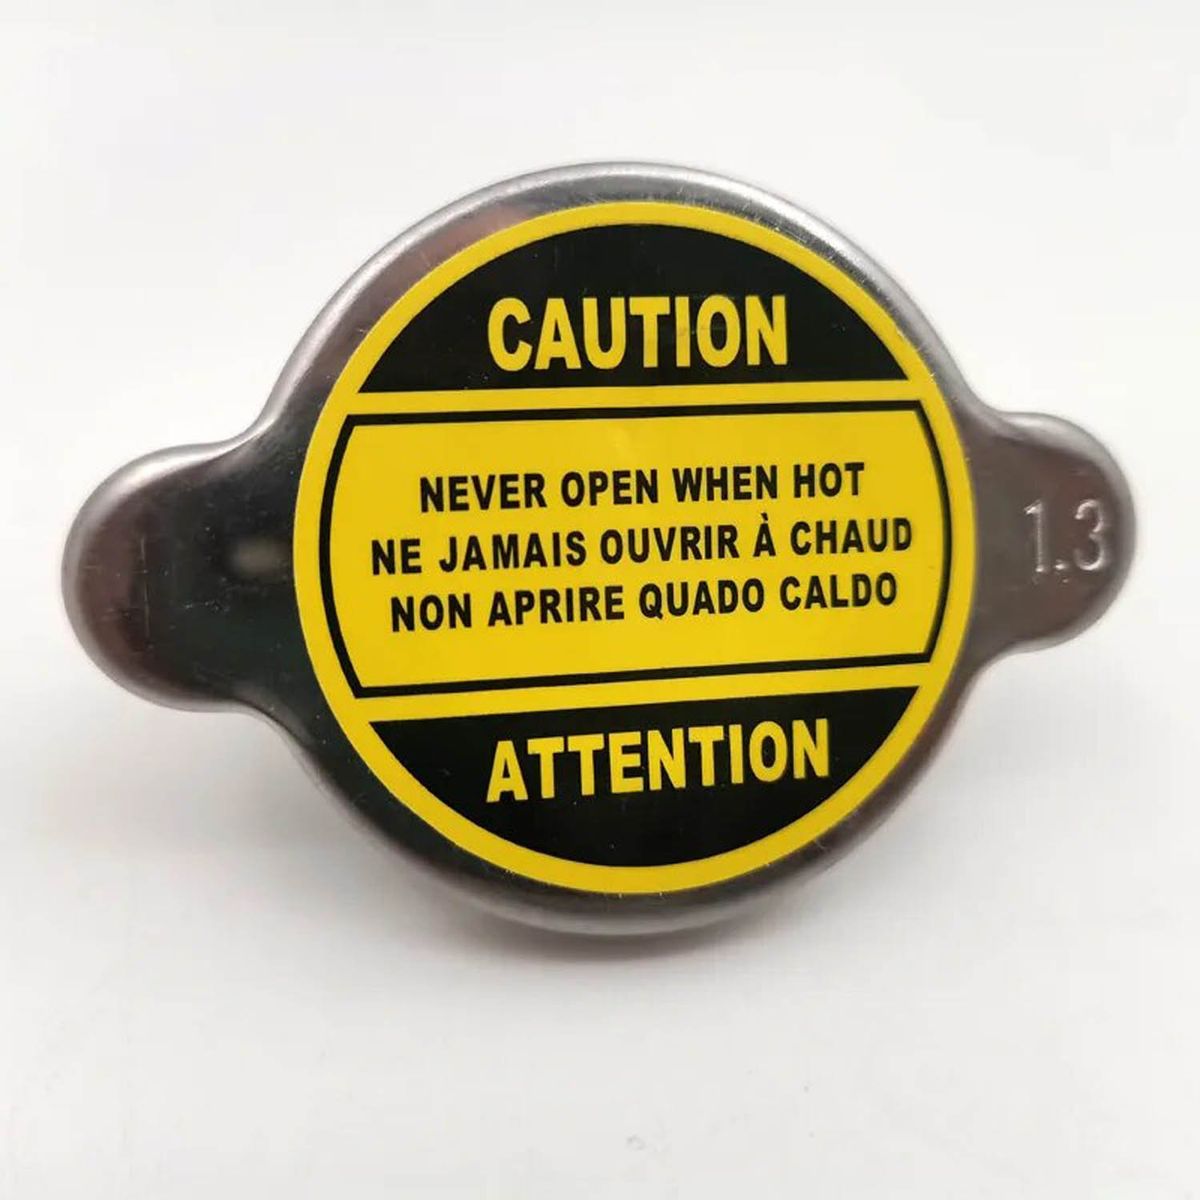 CAUTION
NEVER OPEN WHEN HOT
NE JAMAIS OUVRIR À CHAUD
NON APRIRE QUADO CALDO
ATTENTION
1.3